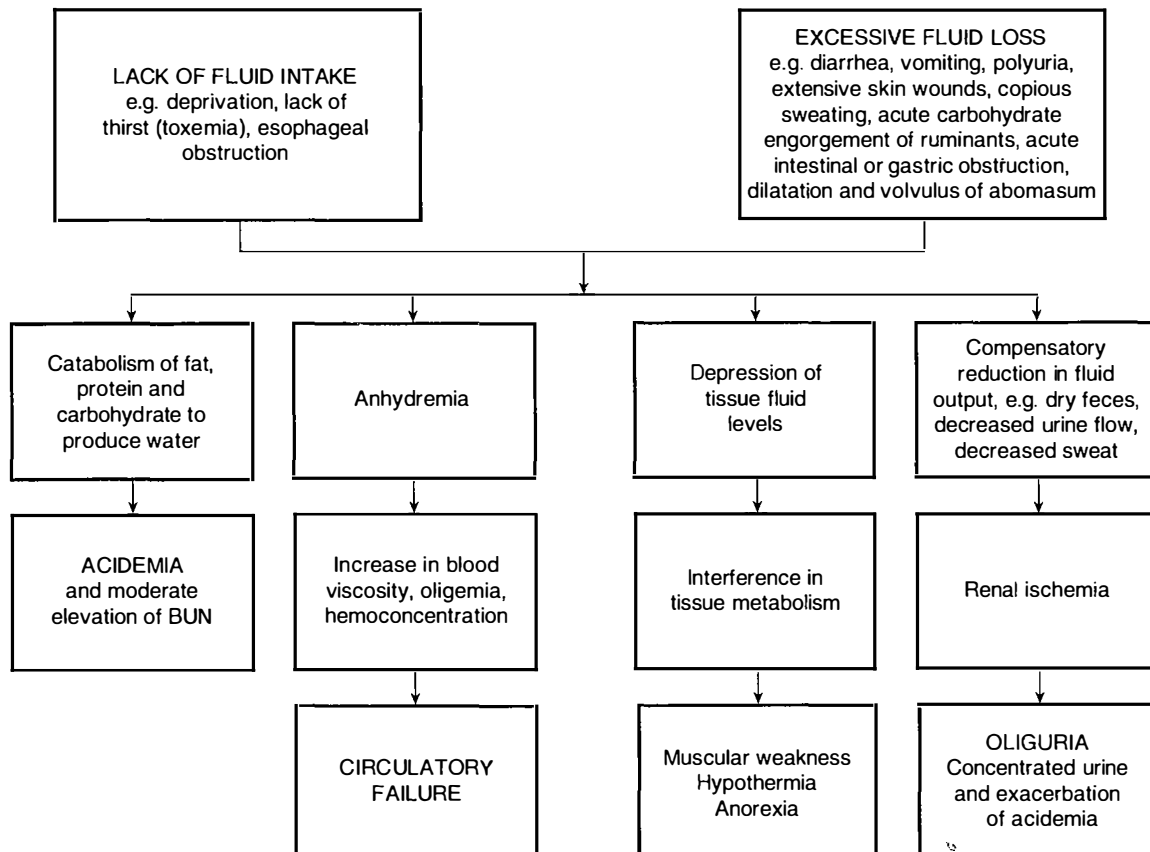 LACK OF FLUID INTAKE
e.g. deprivation, lack of
thirst (toxemia), esophageal
obstruction
EXCESSIVE FLUID LOSS
e.g. diarrhea, vomiting, polyuria,
extensive skin wounds, copious
sweating, acute carbohydrate
engorgement of ruminants, acute
intestinal or gastric obstruction,
dilatation and volvulus of abomasum
Catabolism of fat,
protein and
carbohydrate to
produce water
Anhydremia
Depression of
tissue fluid
levels
Compensatory
reduction in fluid
output, e.g. dry feces,
decreased urine flow,
decreased sweat
ACIDEMIA
and moderate
elevation of BUN
Increase in blood
viscosity, oligemia,
hemoconcentration
Interference in
tissue metabolism
Renal ischemia
CIRCULATORY
FAILURE
Muscular weakness
Hypothermia
Anorexia
OLIGURIA
Concentrated urine
and exacerbation
of acidemia